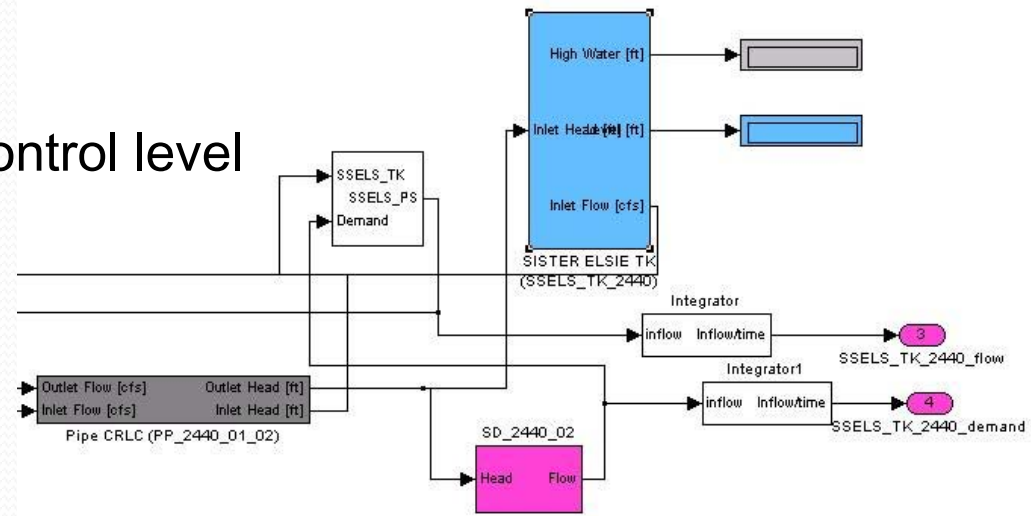 ontrol level
High Water [ft]
Inlet Head [ft] Level [ft]
Inlet Flow [cfs]
SISTER ELSIE TK
(SSELS_TK_2440)
SSELS_TK
SSELS_PS
Demand
Integrator
inflow Inflow/time
3
SSELS_TK_2440_flow
Integrator1
inflow Inflow/time
4
SSELS_TK_2440_demand
Outlet Flow [cfs] Outlet Head [ft]
Inlet Flow [cfs] Inlet Head [ft]
Pipe CRLC (PP_2440_01_02)
SD_2440_02
Head Flow